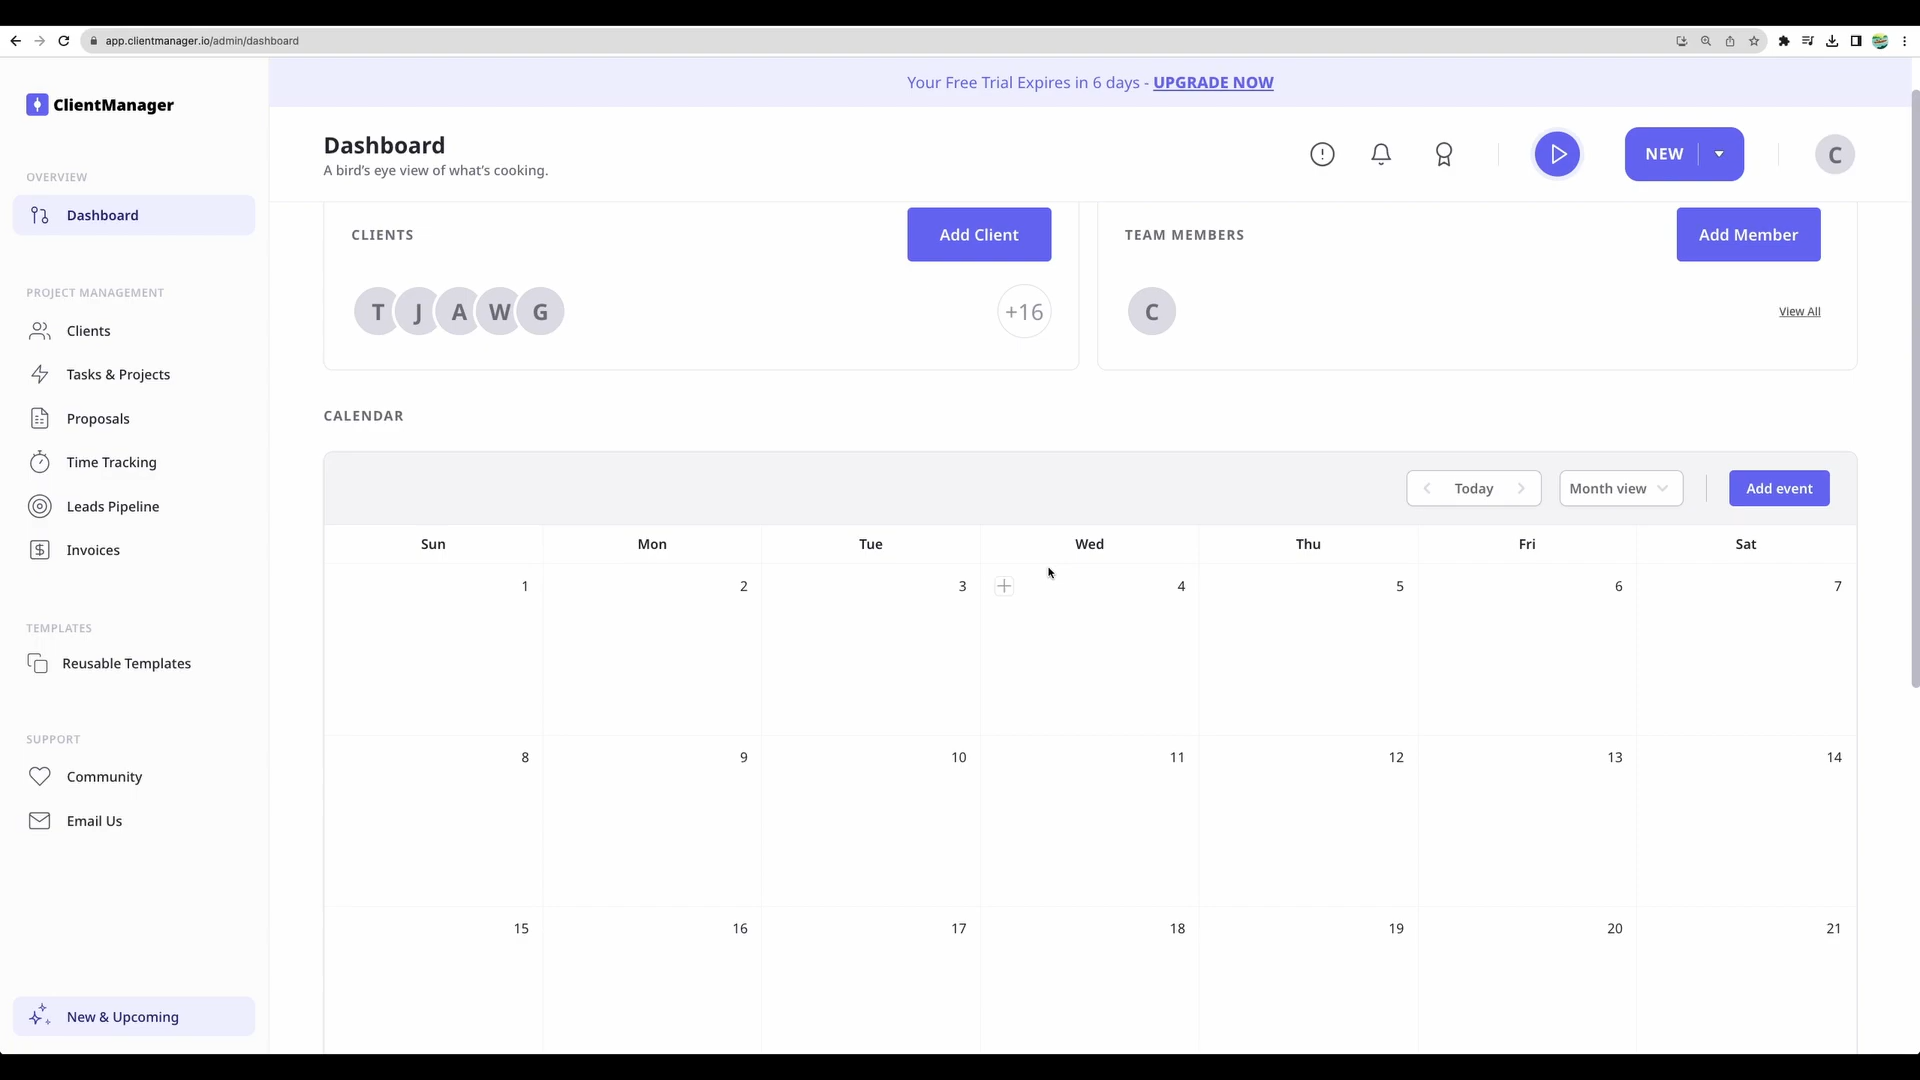 app.clientmanager.io/admin/dashboard
Your Free Trial Expires in 6 days - UPGRADE NOW
ClientManager
OVERVIEW
Dashboard
PROJECT MANAGEMENT
Clients
Tasks & Projects
Proposals
Time Tracking
Leads Pipeline
Invoices
TEMPLATES
Reusable Templates
SUPPORT
Community
Email Us
New & Upcoming
Dashboard
A bird's eye view of what's cooking.
NEW
C
CLIENTS
Add Client
T J A W G +16
TEAM MEMBERS
Add Member
C View All
CALENDAR
Today Month view Add event
Sun Mon Tue Wed Thu Fri Sat
1 2 3 4 5 6 7
8 9 10 11 12 13 14
15 16 17 18 19 20 21